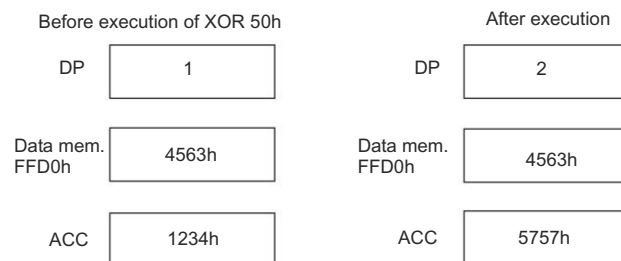 Before execution of XOR 50h
After execution
DP
1
DP
2
Data mem.
FFD0h
4563h
Data mem.
FFD0h
4563h
ACC
1234h
ACC
5757h